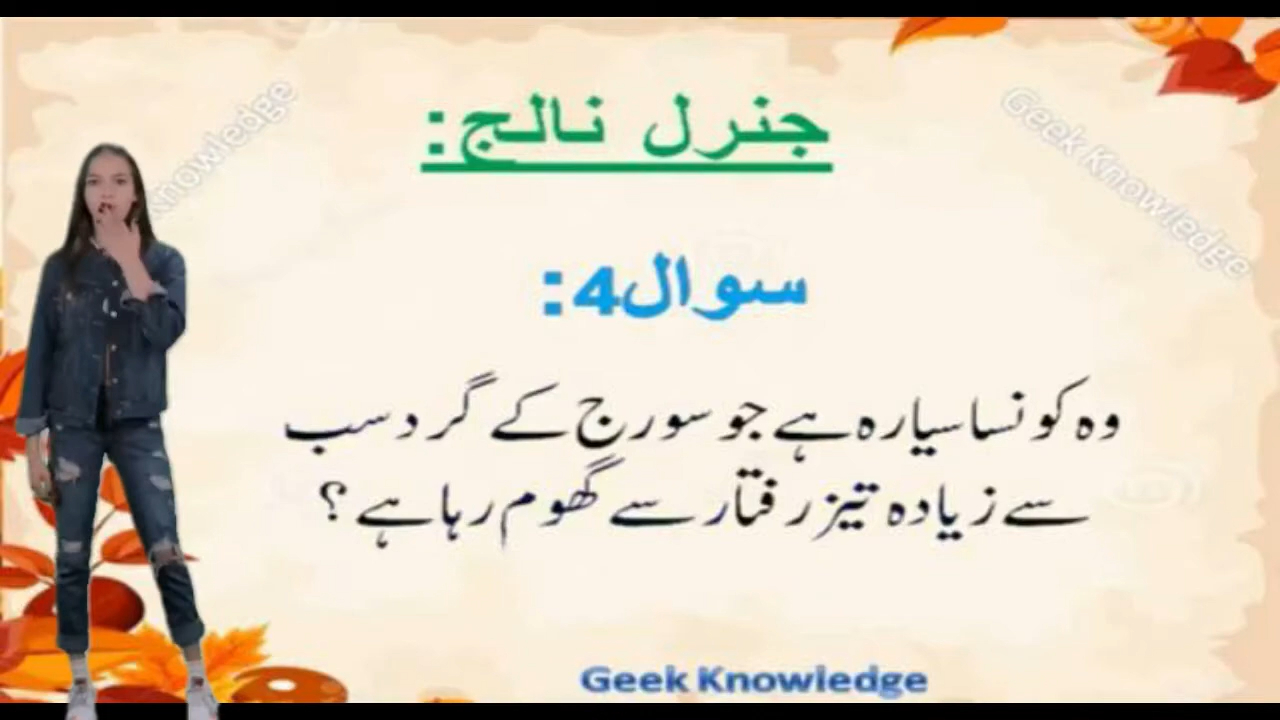 جنرل نالج:
سوال4:
وہ کونسا سیارہ ہے جو سورج کے گرد سب
سے زیادہ تیز رفتار سے گھوم رہا ہے ؟
Geek Knowledge
Knowledge
Geek Knowledge